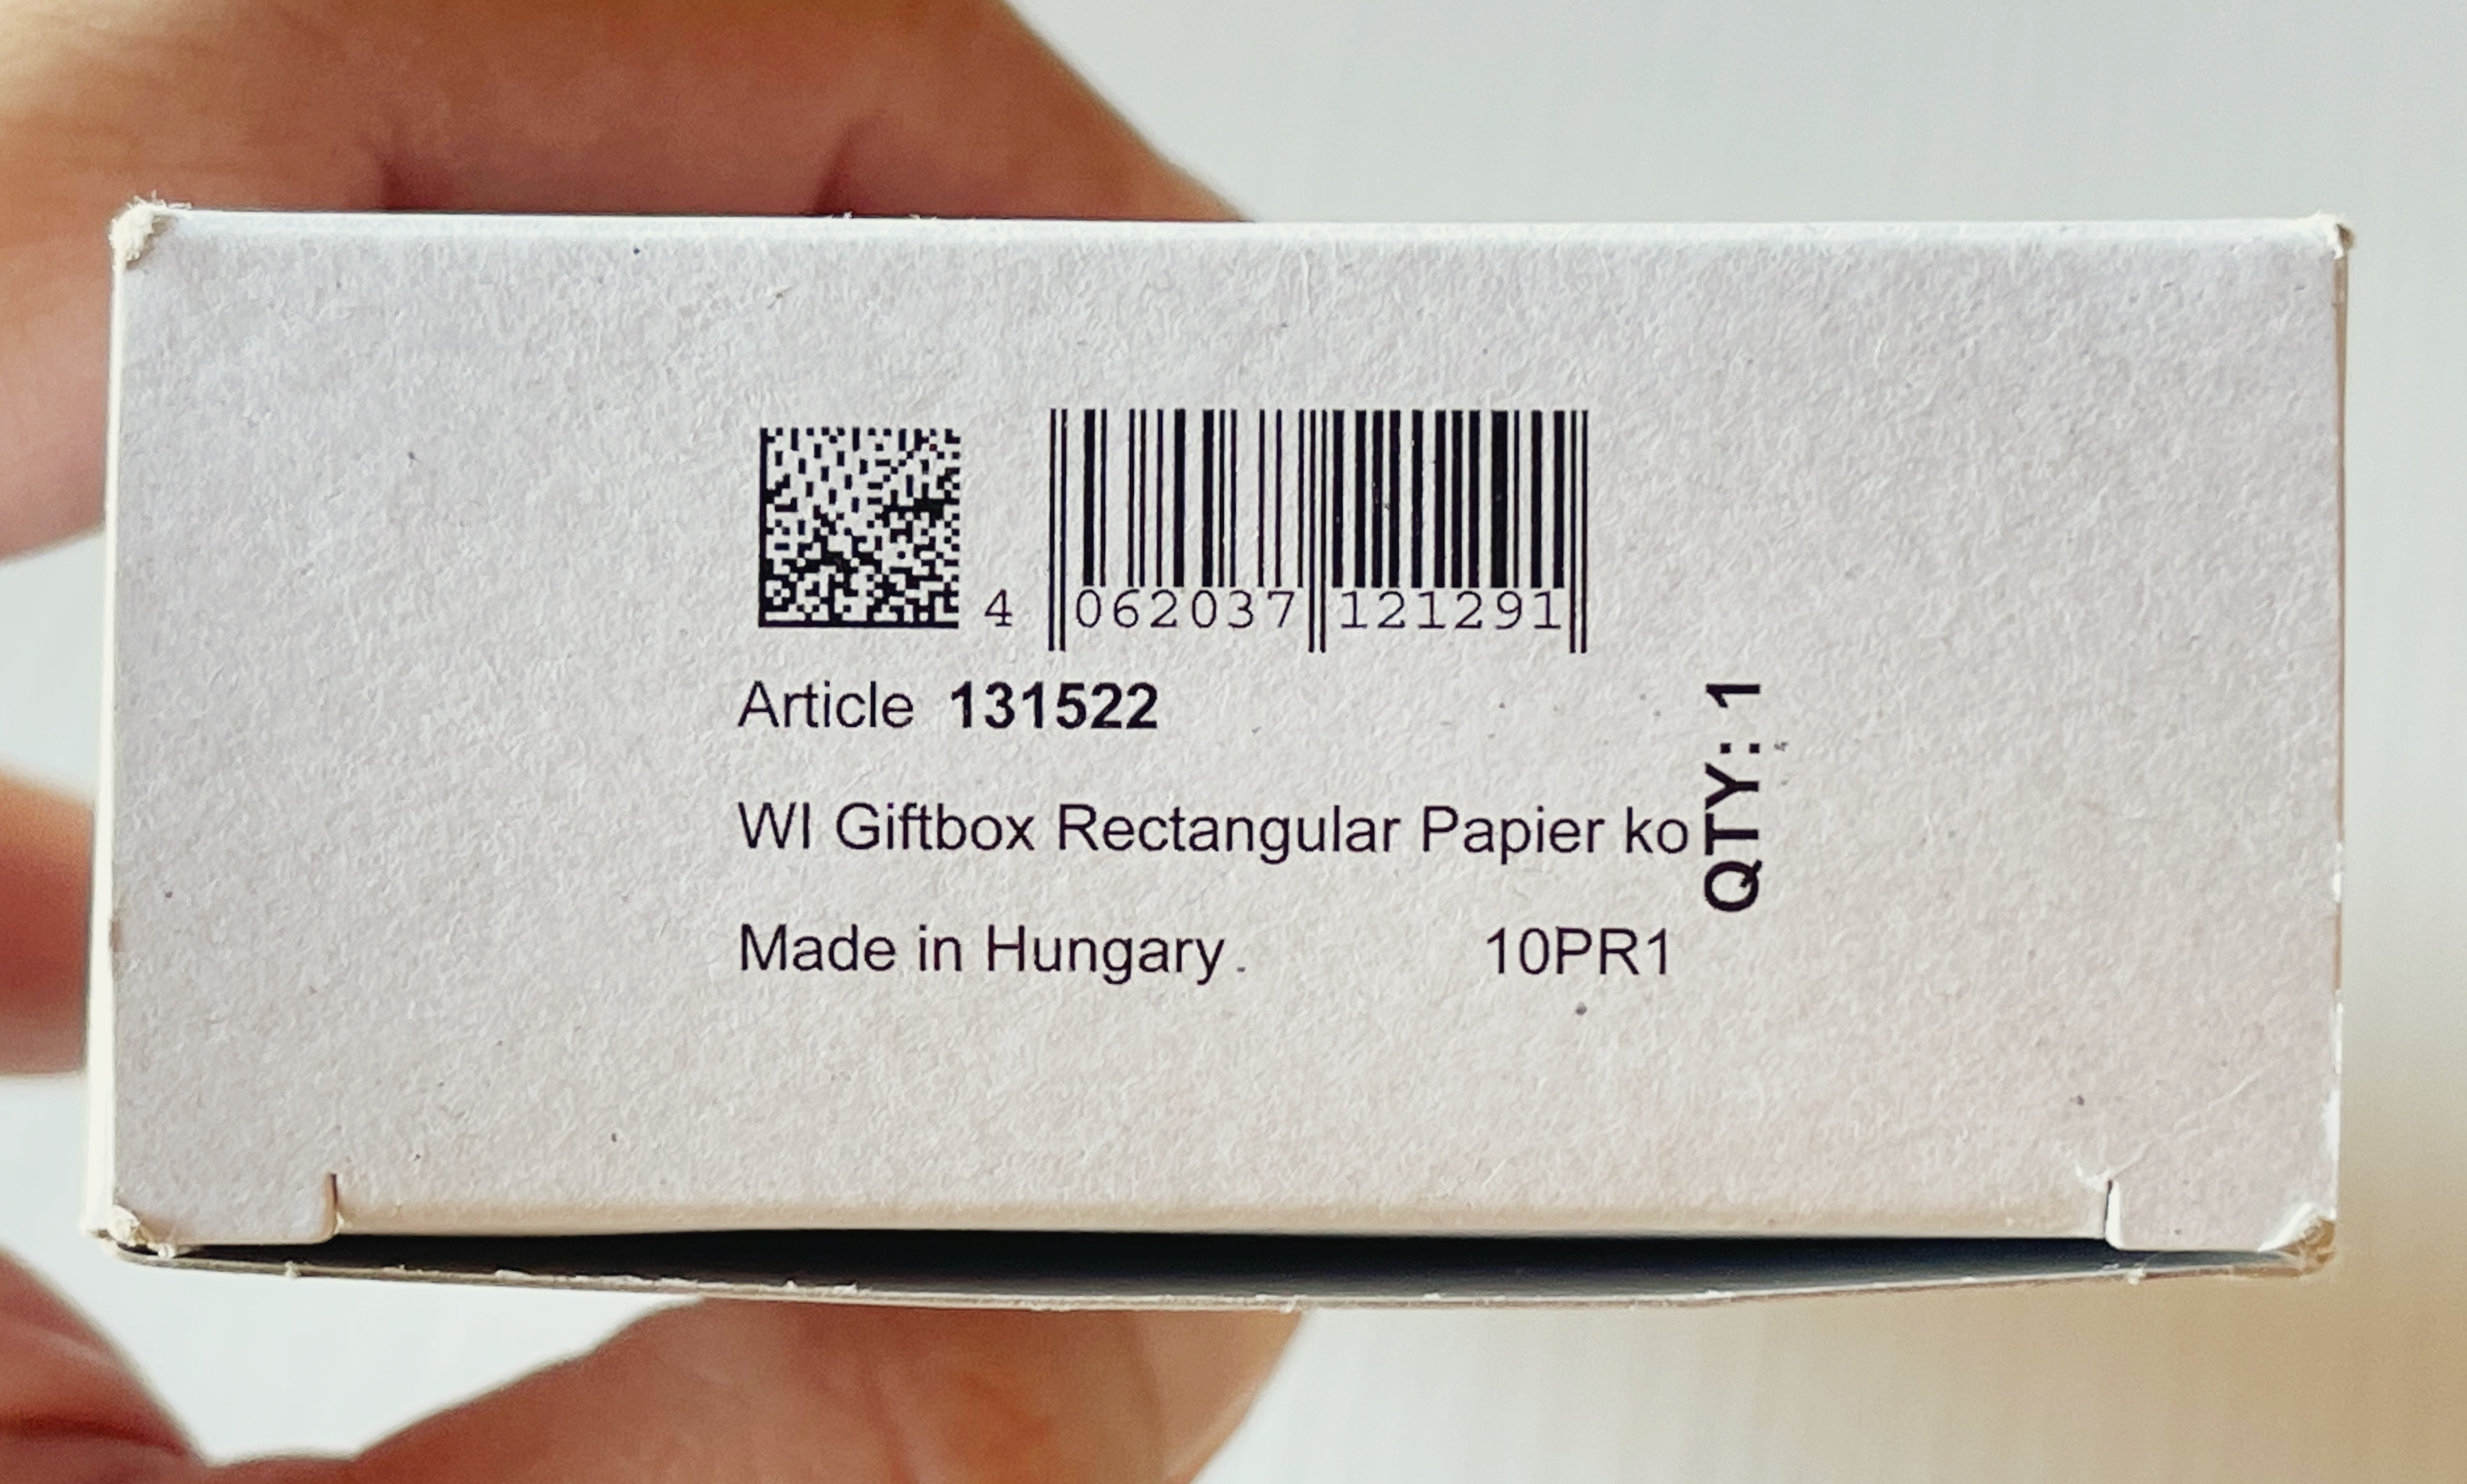 4 062037 121291
Article 131522
WI Giftbox Rectangular Papier ko
Made in Hungary. 10PR1
QTY: 1